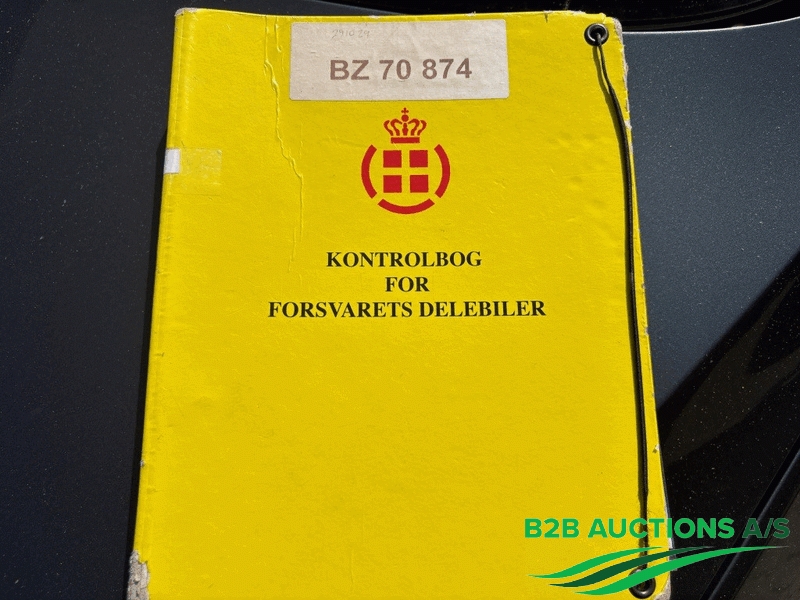 BZ 70 874
KONTROLBOG
FOR
FORSVARETS DELEBILER
B2B AUCTIONS A/S